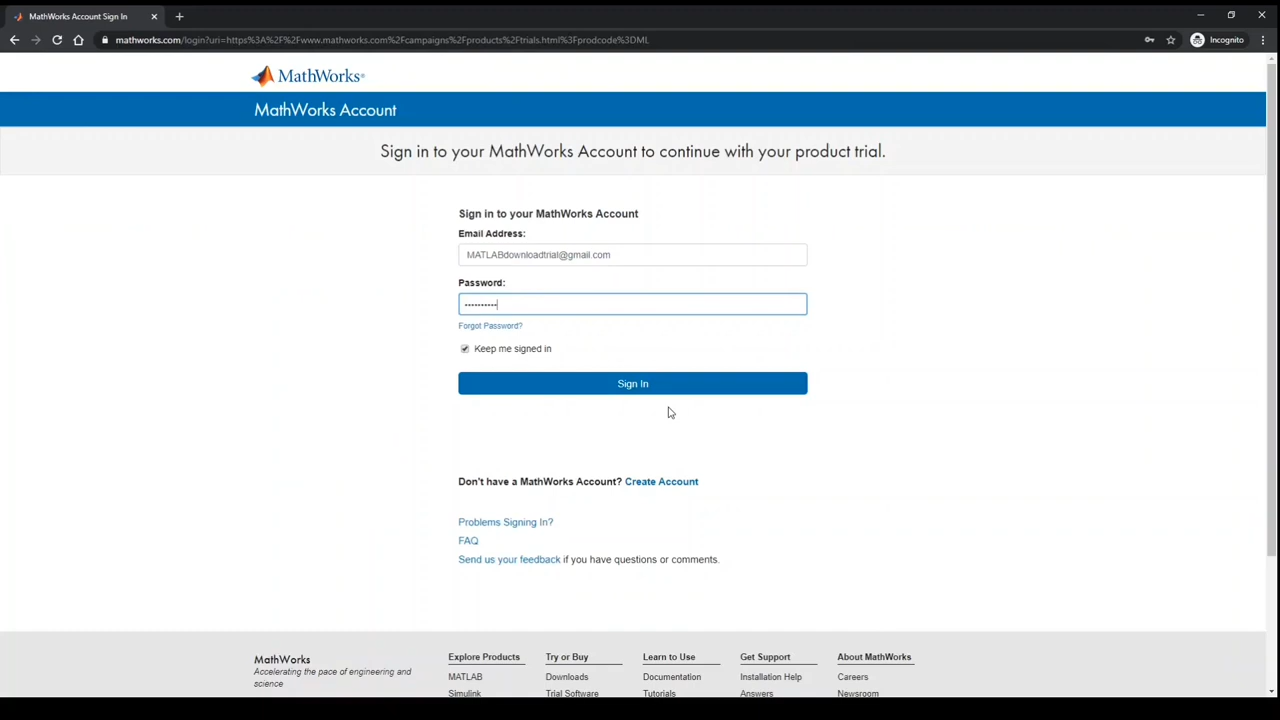 MathWorks Account Sign In
mathworks.com/login?uri=https%3A%2F%2Fwww.mathworks.com%2Fcampaigns%2Fproducts%2Ftrials.html%3Fprodcode%3DML
Incognito
MathWorks®
MathWorks Account
Sign in to your MathWorks Account to continue with your product trial.
Sign in to your MathWorks Account
Email Address:
MATLABdownloadtrial@gmail.com
Password:
••••••••••
Forgot Password?
Keep me signed in
Sign In
Don't have a MathWorks Account? Create Account
Problems Signing In?
FAQ
Send us your feedback if you have questions or comments.
MathWorks
Accelerating the pace of engineering and
science
Explore Products
MATLAB
Simulink
Try or Buy
Downloads
Trial Software
Learn to Use
Documentation
Tutorials
Get Support
Installation Help
Answers
About MathWorks
Careers
Newsroom